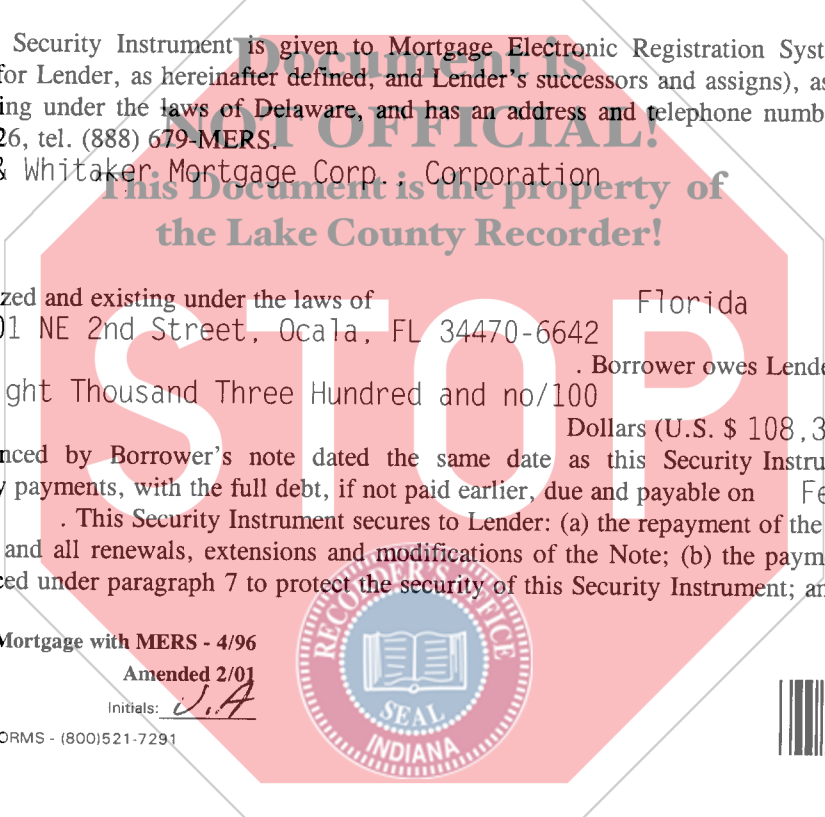 Security Instrument is given to Mortgage Electronic Registration Syst
for Lender, as hereinafter defined, and Lender's successors and assigns), as
ing under the laws of Delaware, and has an address and telephone numb
26, tel. (888) 679-MERS.
& Whitaker Mortgage Corp., Corporation
Document is
NOT OFFICIAL!
This Document is the property of
the Lake County Recorder!
zed and existing under the laws of Florida
01 NE 2nd Street, Ocala, FL 34470-6642
. Borrower owes Lende
ght Thousand Three Hundred and no/100
Dollars (U.S. $ 108,3
nced by Borrower's note dated the same date as this Security Instru
y payments, with the full debt, if not paid earlier, due and payable on Fe
. This Security Instrument secures to Lender: (a) the repayment of the
and all renewals, extensions and modifications of the Note; (b) the paym
ced under paragraph 7 to protect the security of this Security Instrument; an
STOP
Mortgage with MERS - 4/96
Amended 2/01
Initials: J.A
ORMS - (800)521-7291
RECORDER'S OFFICE
SEAL
INDIANA